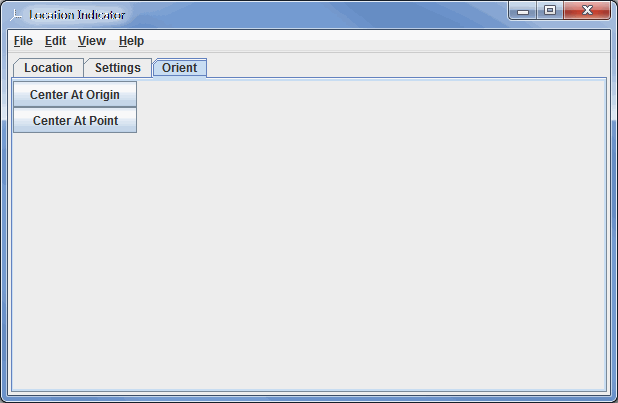 Location Indicator
File Edit View Help
Location Settings Orient
Center At Origin
Center At Point